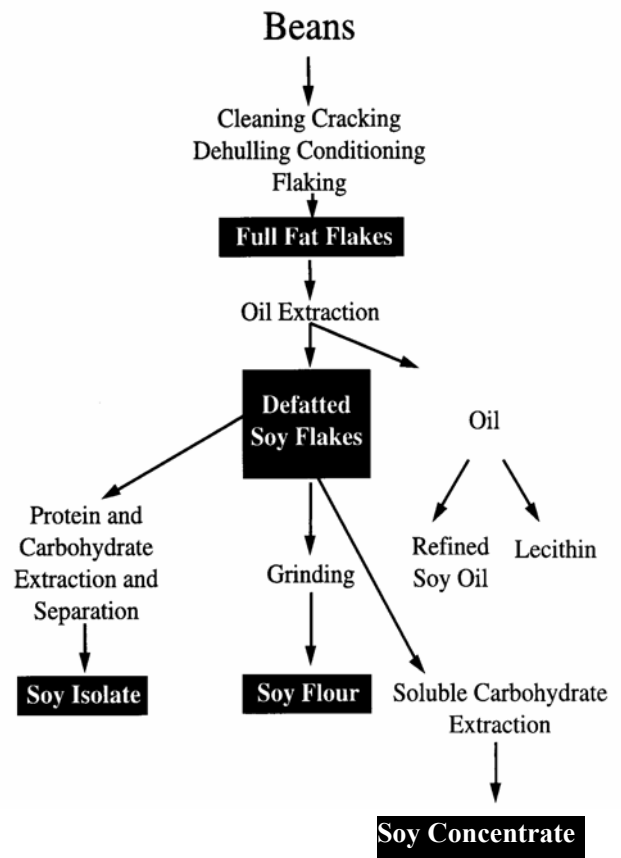 Beans
Cleaning Cracking
Dehulling Conditioning
Flaking
Full Fat Flakes
Oil Extraction
Defatted
Soy Flakes
Oil
Protein and
Carbohydrate
Extraction and
Separation
Grinding
Refined
Soy Oil
Lecithin
Soy Isolate
Soy Flour
Soluble Carbohydrate
Extraction
Soy Concentrate